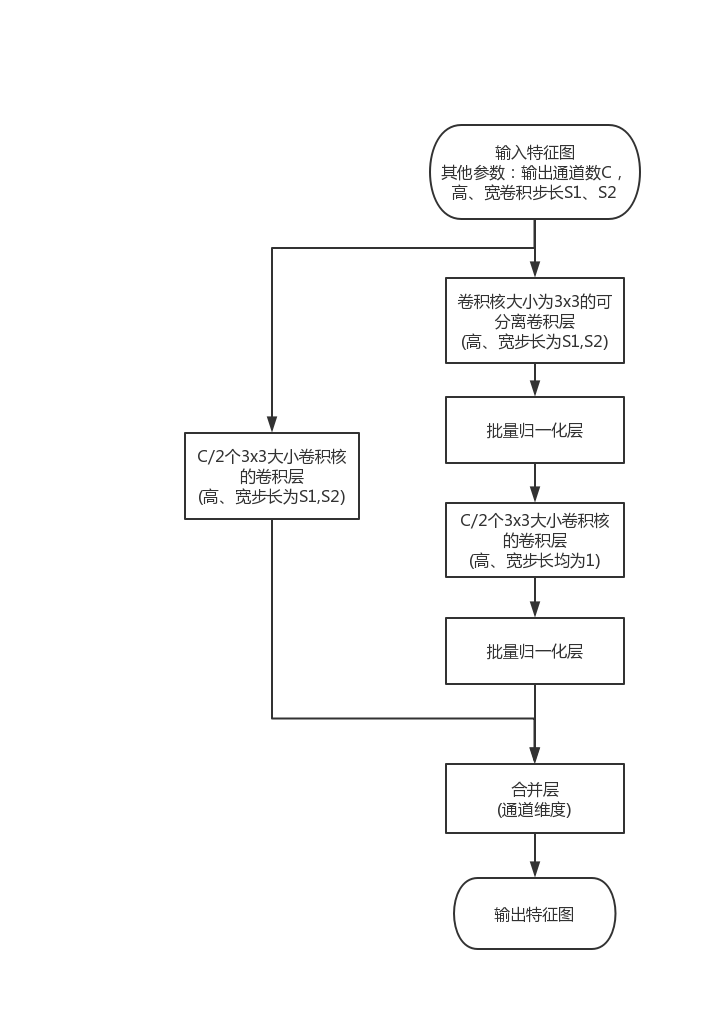 输入特征图
其他参数：输出通道数C，
高、宽卷积步长S1、S2
卷积核大小为3x3的可
分离卷积层
(高、宽步长为S1,S2)
批量归一化层
C/2个3x3大小卷积核
的卷积层
(高、宽步长为S1,S2)
C/2个3x3大小卷积核
的卷积层
(高、宽步长均为1)
批量归一化层
合并层
(通道维度)
输出特征图